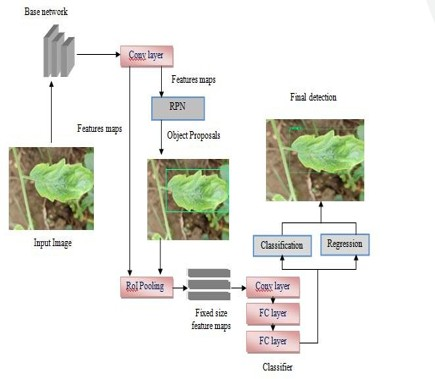 Base network
Conv layer
Features maps
RPN
Features maps
Object Proposals
Final detection
Input Image
Classification
Regression
RoI Pooling
Fixed size
feature maps
Conv layer
FC layer
FC layer
Classifier